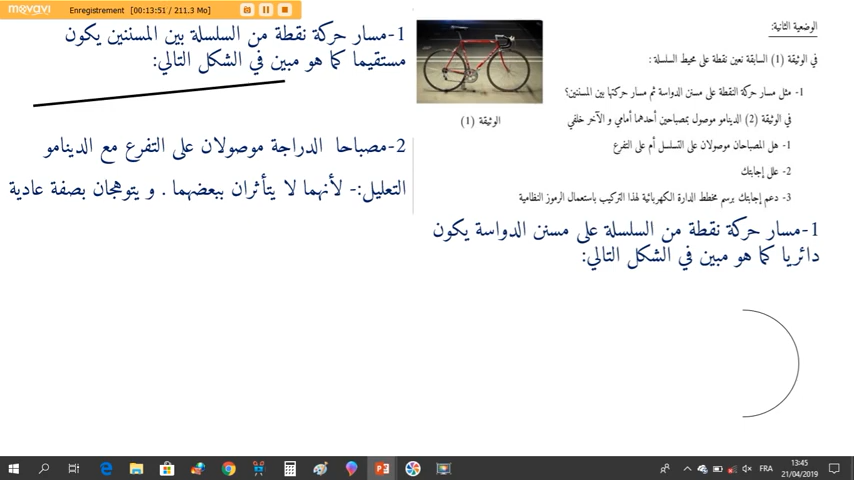 movavi Enregistrement [00:13:51 / 211.3 Mo]
الوضعية الثانية:
في الوثيقة (1) السابقة نعين نقطة على محيط السلسلة :
1- مثل مسار حركة النقطة على مسنن الدواسة ثم مسار حركتها بين المسننين؟
الوثيقة (1)
في الوثيقة (2) الدينامو موصول بمصباحين أحدهما أمامي و الآخر خلفي
1- هل المصباحان موصولان على التسلسل أم على التفرع
2- علل إجابتك
3- دعم إجابتك برسم مخطط الدارة الكهربائية لهذا التركيب باستعمال الرموز النظامية
1-مسار حركة نقطة من السلسلة على مسنن الدواسة يكون
دائريا كما هو مبين في الشكل التالي:
1-مسار حركة نقطة من السلسلة بين المسننين يكون
مستقيما كما هو مبين في الشكل التالي:
2-مصباحا الدراجة موصولان على التفرع مع الدينامو
التعليل:- لأنهما لا يتأثران ببعضهما . و يتوهجان بصفة عادية
FRA
13:45
21/04/2019